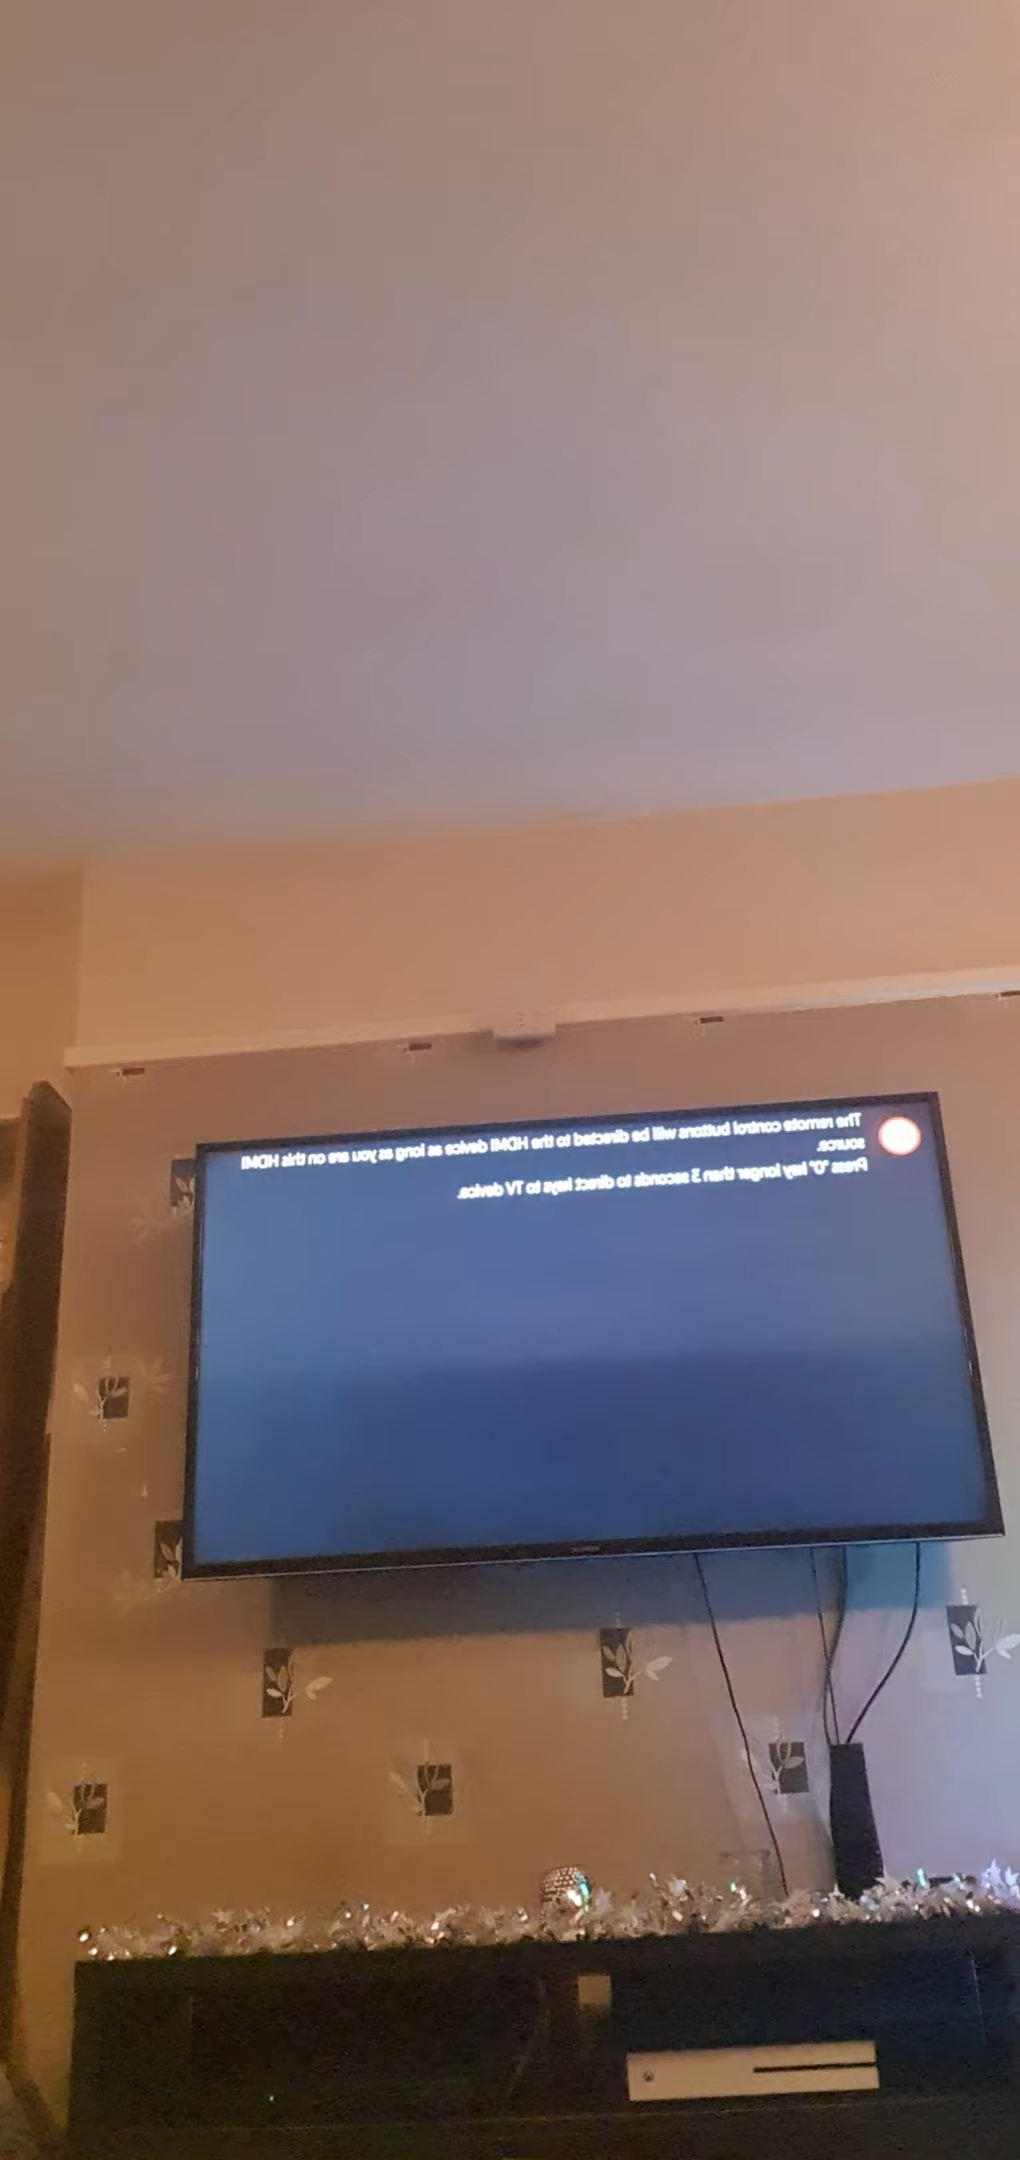 The remote control buttons will be directed to the HDMI device as long as you are on this HDMI
source.
Press "0" key longer than 3 seconds to direct keys to TV device.